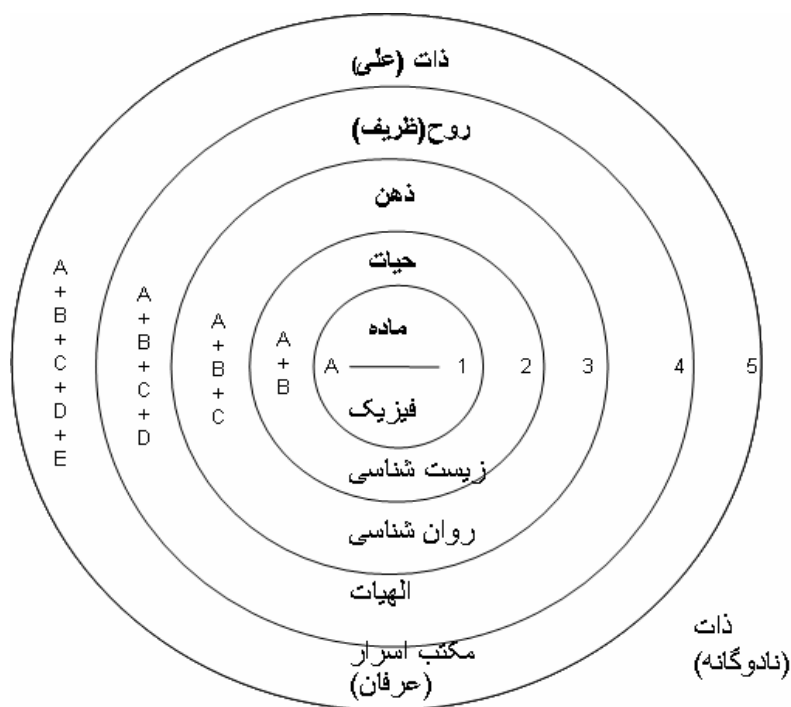 ذات (علی)
روح(ظریف)
ذهن
حیات
ماده
A
+
B
+
C
+
D
+
E
A
+
B
+
C
+
D
A
+
B
+
C
A
+
B
A 1 2 3 4 5
فیزیک
زیست شناسی
روان شناسی
الهیات
مکتب اسرار
(عرفان)
ذات
(نادوگانه)